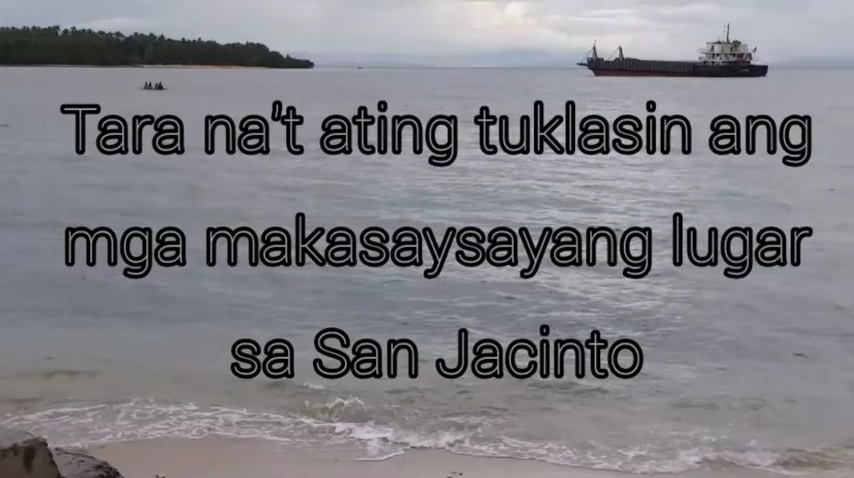 Tara na't ating tuklasin ang
mga makasaysayang lugar
sa San Jacinto